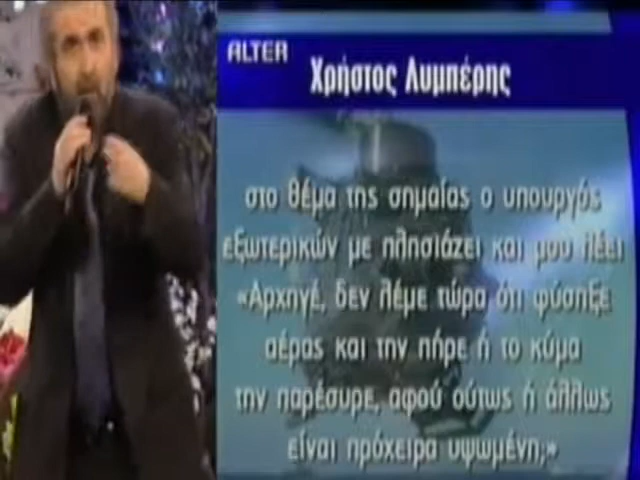 ALTER
Χρήστος Λυμπέρης
στο θέμα της σημαίας ο υπουργός
εξωτερικών με πλησιάζει και μου λέει
«Αρχηγέ, δεν λέμε τώρα ότι φύσηξε
αέρας και την πήρε ή το κύμα
την παρέσυρε, αφού ούτως ή άλλως
είναι πρόχειρα υψωμένη;»